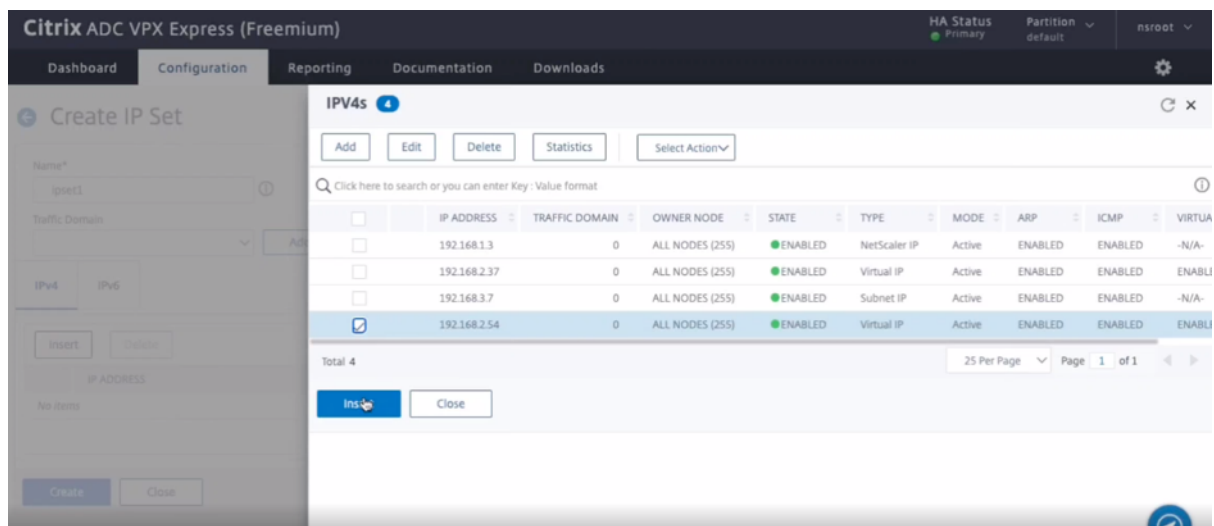 Citrix ADC VPX Express (Freemium)
HA Status
Primary
Partition
default
nsroot
Dashboard Configuration Reporting Documentation Downloads
Create IP Set
Name*
ipset1
Traffic Domain
Add
IPv4 IPv6
Insert Delete
IP ADDRESS
No items
Create Close
IPV4s 4
Add Edit Delete Statistics Select Action
Click here to search or you can enter Key : Value format
IP ADDRESS TRAFFIC DOMAIN OWNER NODE STATE TYPE MODE ARP ICMP VIRTUA
192.168.1.3 0 ALL NODES (255) ENABLED NetScaler IP Active ENABLED ENABLED -N/A-
192.168.2.37 0 ALL NODES (255) ENABLED Virtual IP Active ENABLED ENABLED ENABLE
192.168.3.7 0 ALL NODES (255) ENABLED Subnet IP Active ENABLED ENABLED -N/A-
192.168.2.54 0 ALL NODES (255) ENABLED Virtual IP Active ENABLED ENABLED ENABLE
Total 4
25 Per Page Page 1 of 1
Insert Close